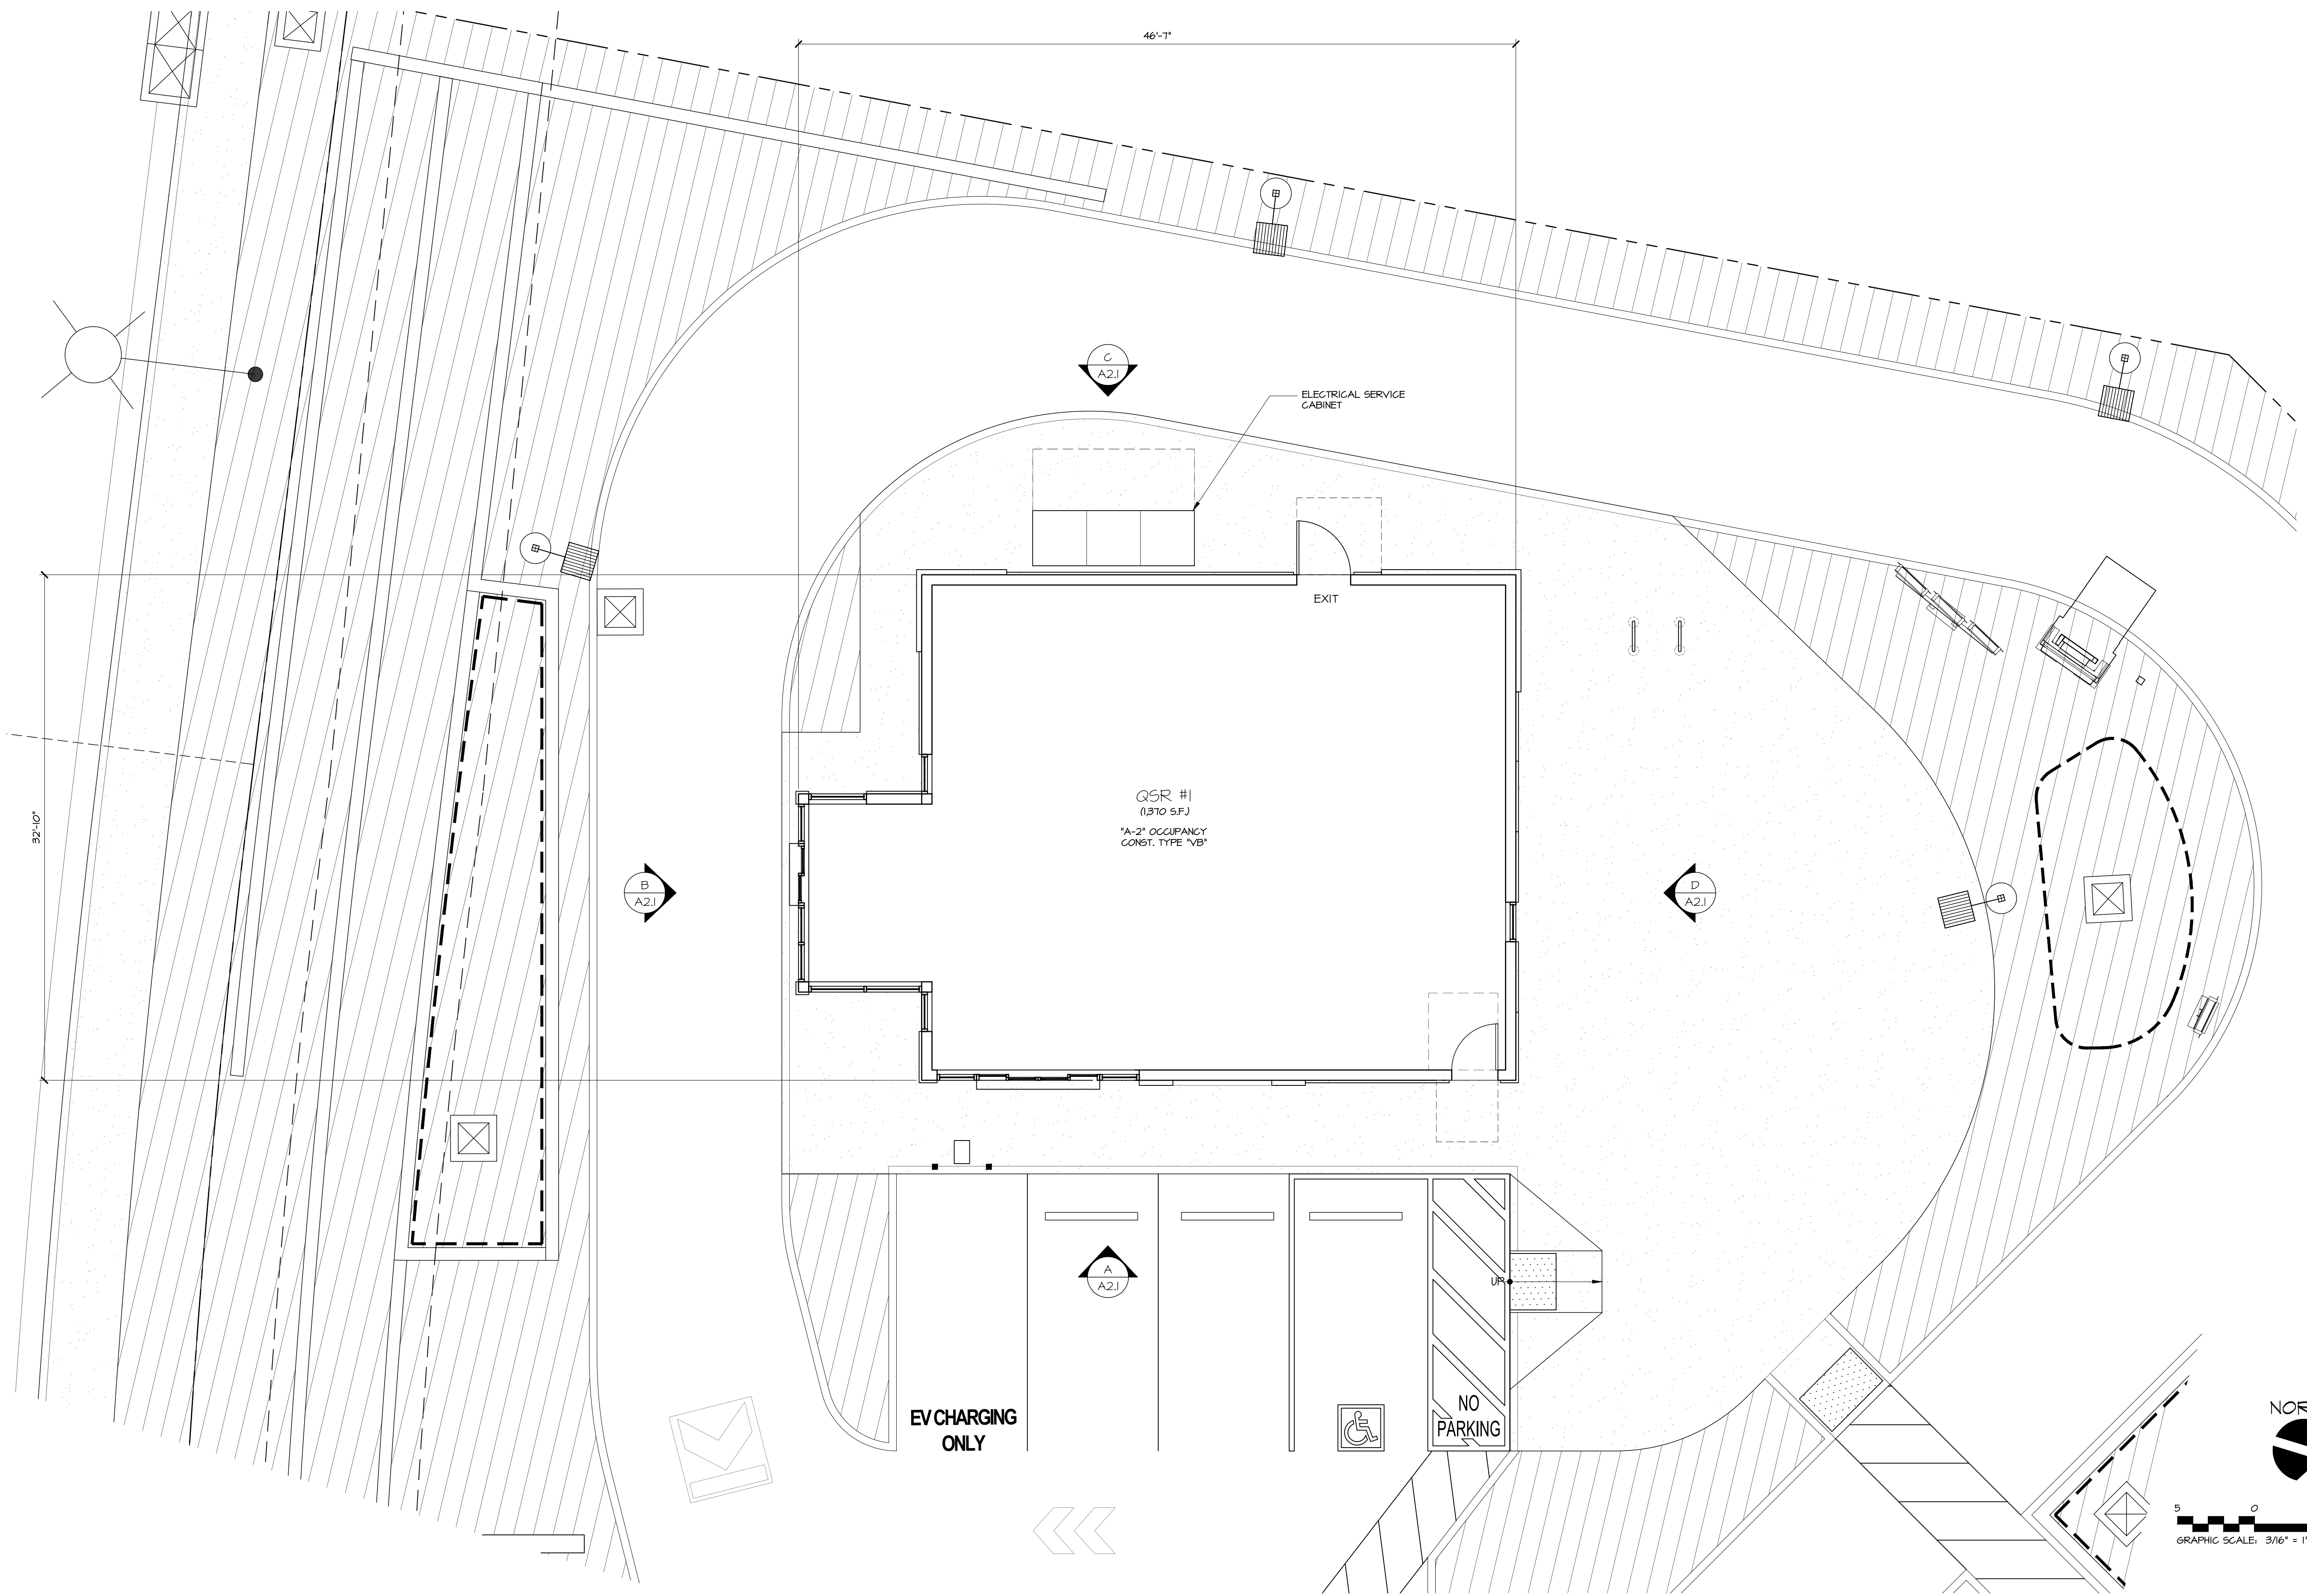 46'-7"
C
A2.1
ELECTRICAL SERVICE
CABINET
EXIT
32'-10"
QSR #1
(1,370 S.F.)
"A-2" OCCUPANCY
CONST. TYPE "VB"
B
A2.1
D
A2.1
A
A2.1
UP
EV CHARGING
ONLY
NO
PARKING
NOR
5 0
GRAPHIC SCALE: 3/16" = 1'